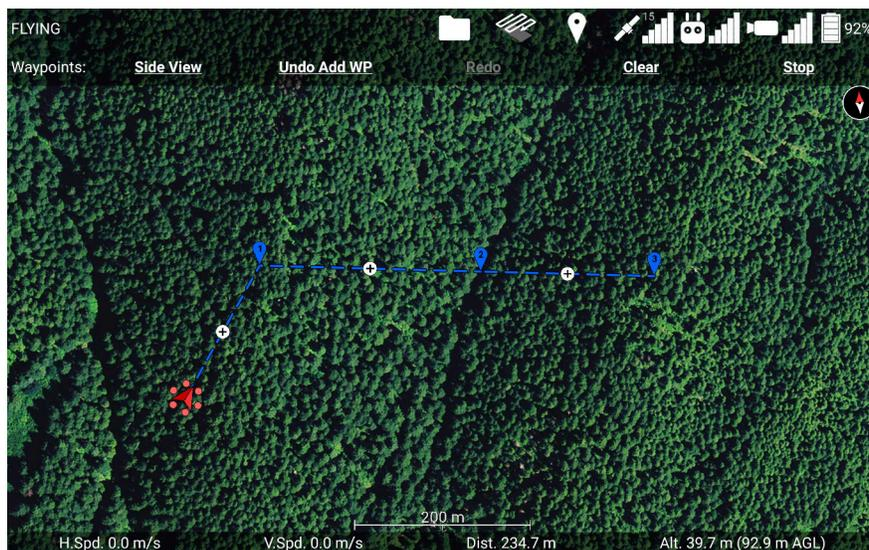 FLYING 15 92%
Waypoints: Side View Undo Add WP Redo Clear Stop
1
2
3
200 m
H.Spd. 0.0 m/s V.Spd. 0.0 m/s Dist. 234.7 m Alt. 39.7 m (92.9 m AGL)